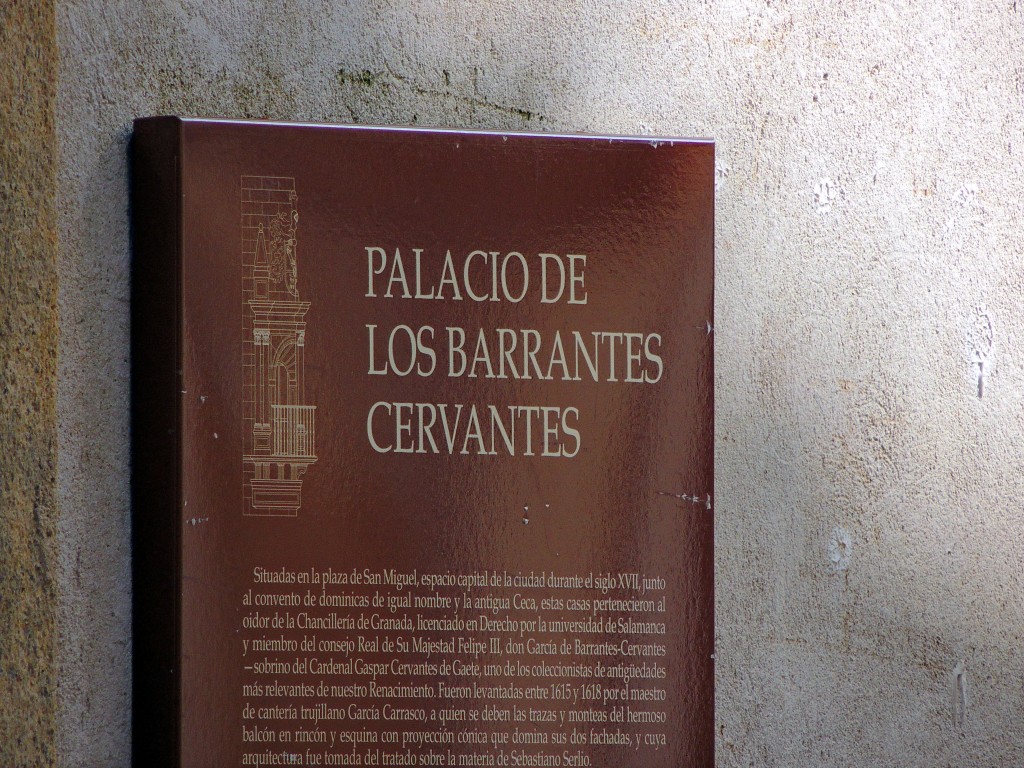 PALACIO DE
LOS BARRANTES
CERVANTES
Situadas en la plaza de San Miguel, espacio capital de la ciudad durante el siglo XVII, junto
al convento de dominicas de igual nombre y la antigua Ceca, estas casas pertenecieron al
oidor de la Chancillería de Granada, licenciado en Derecho por la universidad de Salamanca
y miembro del consejo Real de Su Majestad Felipe III, don García de Barrantes-Cervantes
—sobrino del Cardenal Gaspar Cervantes de Gaete, uno de los coleccionistas de antigüedades
más relevantes de nuestro Renacimiento. Fueron levantadas entre 1615 y 1618 por el maestro
de cantería trujillano García Carrasco, a quien se deben las trazas y monteas del hermoso
balcón en rincón y esquina con proyección cónica que domina sus dos fachadas, y cuya
arquitectura fue tomada del tratado sobre la materia de Sebastiano Serlio.